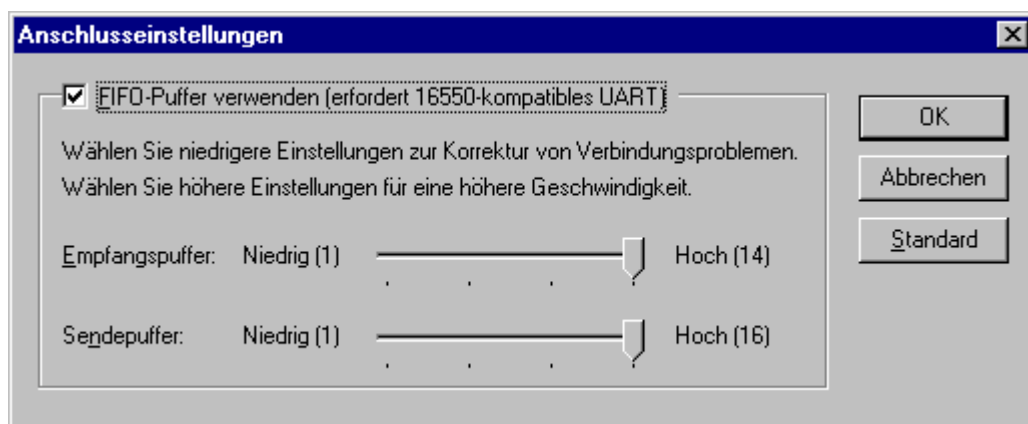 Anschlusseinstellungen
FIFO-Puffer verwenden (erfordert 16550-kompatibles UART)
Wählen Sie niedrigere Einstellungen zur Korrektur von Verbindungsproblemen.
Wählen Sie höhere Einstellungen für eine höhere Geschwindigkeit.
Empfangspuffer: Niedrig (1) Hoch (14)
Sendepuffer: Niedrig (1) Hoch (16)
OK
Abbrechen
Standard